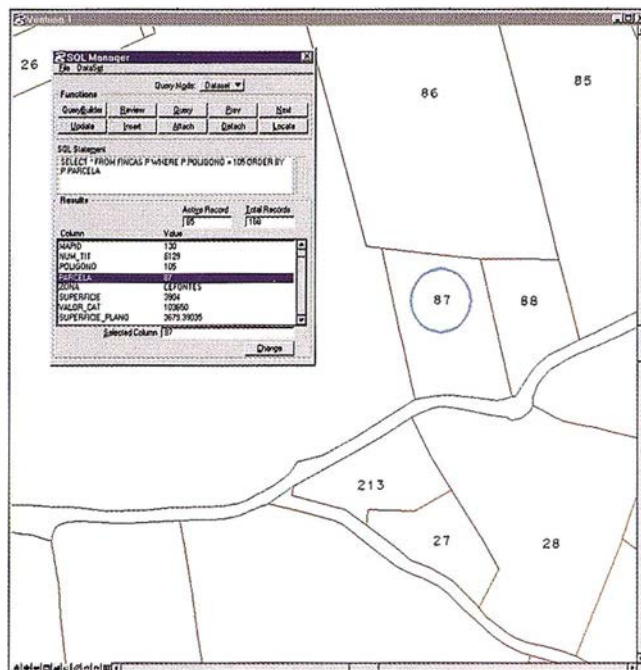 Vention 1
26
86
85
SQL Manager
File DataSet
Query Mode: Dataset
Functions
QueryBuilder Review Query Prev Next
Update Insert Attach Detach Locate
SQL Statement
SELECT * FROM FINCAS P WHERE P.POLIGONO = 105 ORDER BY
P.PARCELA
Results
Active Record Total Records
85 168
Column Value
MAPID 130
NUM_TIT 6129
POLIGONO 105
PARCELA 87
ZONA CEFONTES
SUPERFICIE 3904
VALOR_CAT 103650
SUPERFICIE_PLANO 3679.39035
Selected Column 87
Change
87
88
213
27
28